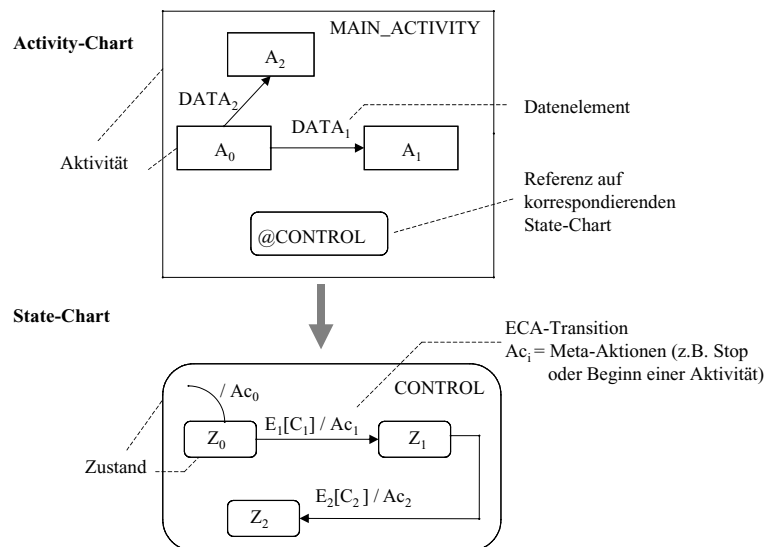 Activity-Chart
MAIN_ACTIVITY
A₂
DATA₂
DATA₁
Datenelement
Aktivität
A₀
A₁
Referenz auf
korrespondierenden
State-Chart
@CONTROL
State-Chart
ECA-Transition
Acᵢ = Meta-Aktionen (z.B. Stop
oder Beginn einer Aktivität)
CONTROL
/ Ac₀
E₁[C₁] / Ac₁
Z₀
Z₁
Zustand
E₂[C₂] / Ac₂
Z₂